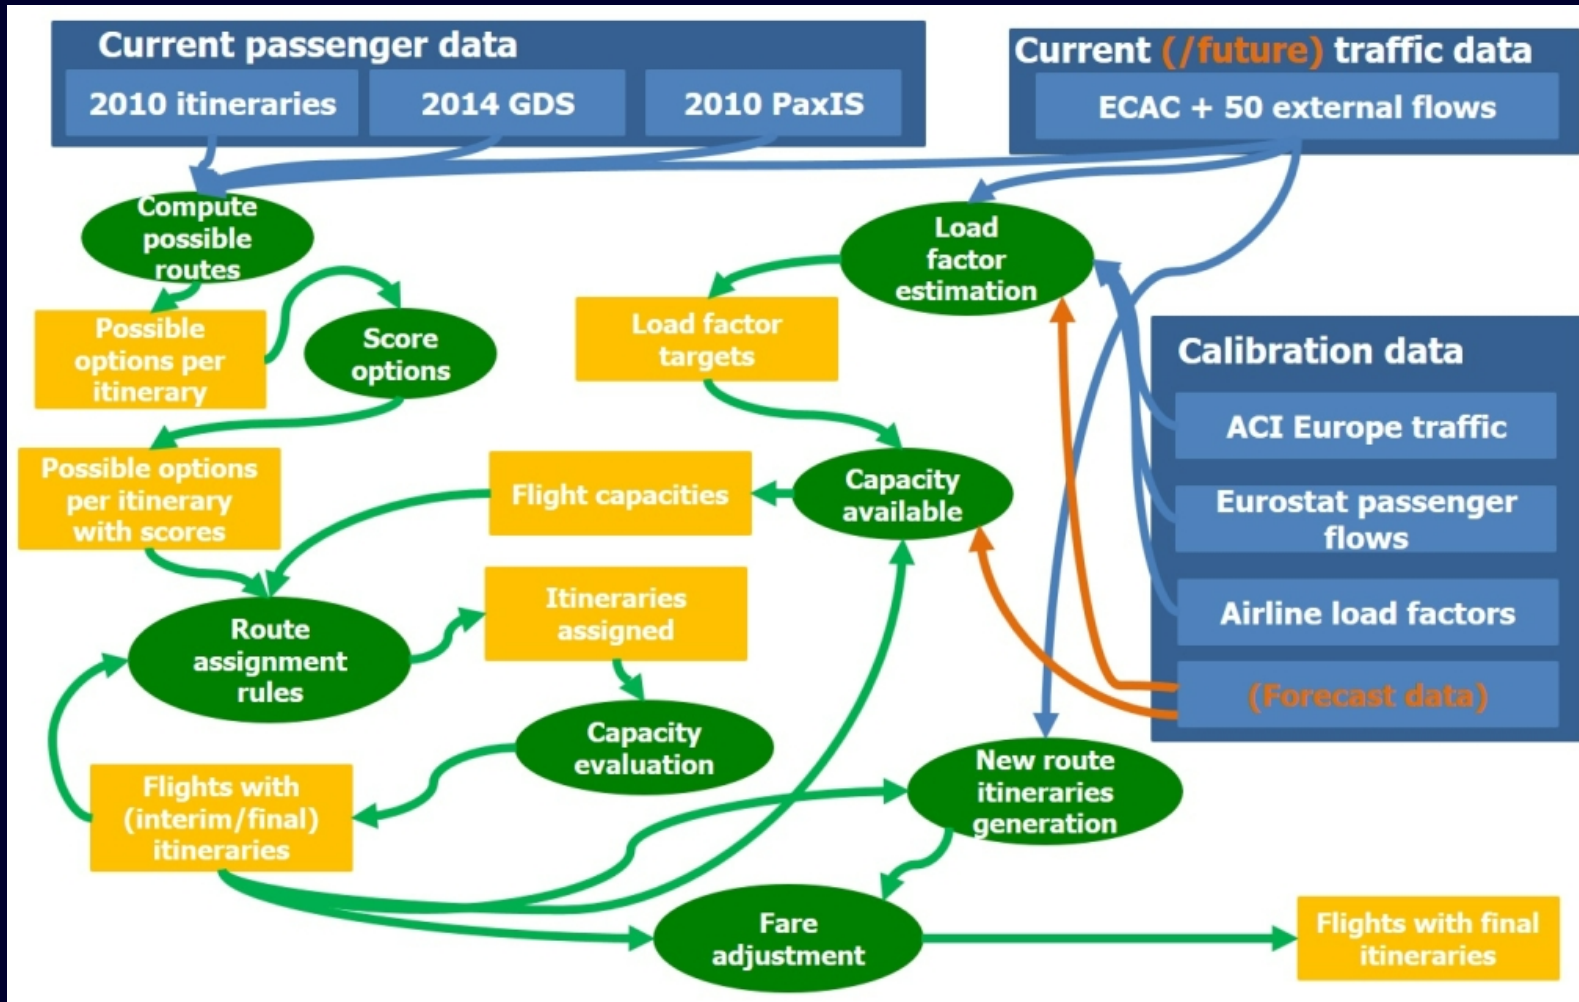 Current passenger data
2010 itineraries
2014 GDS
2010 PaxIS
Current (/future) traffic data
ECAC + 50 external flows
Compute
possible
routes
Load
factor
estimation
Possible
options per
itinerary
Score
options
Load factor
targets
Calibration data
ACI Europe traffic
Eurostat passenger
flows
Airline load factors
(Forecast data)
Possible options
per itinerary
with scores
Flight capacities
Capacity
available
Route
assignment
rules
Itineraries
assigned
Capacity
evaluation
New route
itineraries
generation
Flights with
(interim/final)
itineraries
Fare
adjustment
Flights with final
itineraries